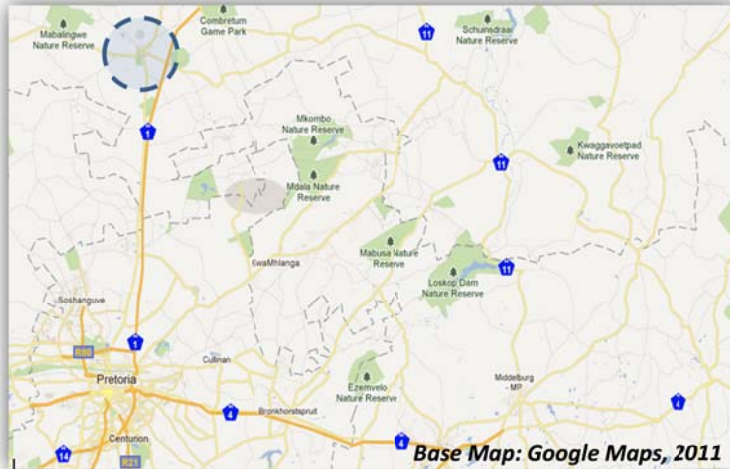 Mabalingwe
Nature Reserve
Combretum
Game Park
11
Schuinsdraai
Nature Reserve
1
Mkombo
Nature Reserve
11
Kwaggavoetpad
Nature Reserve
Mdala Nature
Reserve
KwaMhlanga
Mabusa Nature
Reserve
11
Loskop Dam
Nature Reserve
Soshanguve
1
R80
Cullinan
Pretoria
Ezemvelo
Nature Reserve
Middelburg
- MP
4
4
Bronkhorstspruit
4
Centurion
14
R21
Base Map: Google Maps, 2011